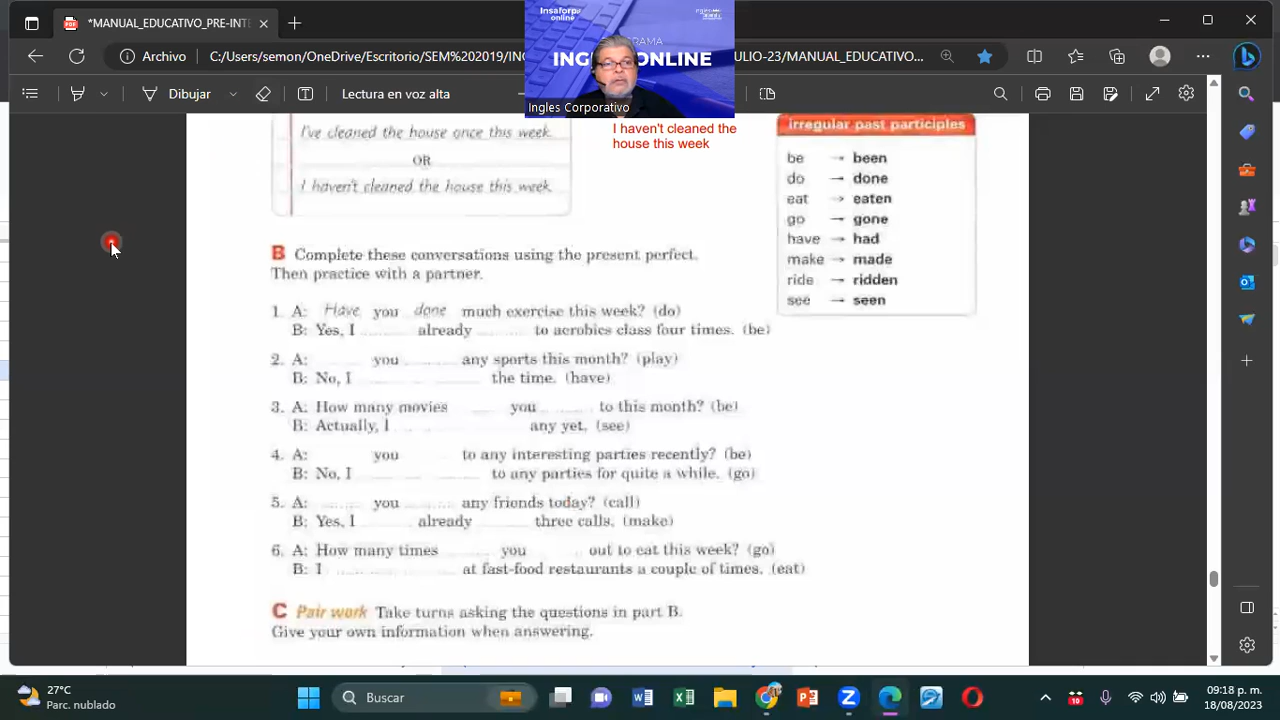 *MANUAL_EDUCATIVO_PRE-INTE
Insaforp online
PROGRAMA
INGLES ONLINE
Ingles Corporativo
Archivo C:/Users/semon/OneDrive
critorio/SEM%202019/ING
JULIO-23/MANUAL_EDUCATIVO...
Dibujar
Lectura en voz alta
I've cleaned the house once this week.
OR
I haven't cleaned the house this week.
I haven't cleaned the
house this week
Irregular past participles
be → been
do → done
eat → eaten
go → gone
have → had
make → made
ride → ridden
see → seen
B Complete these conversations using the present perfect.
Then practice with a partner.
1. A: Have you done much exercise this week? (do)
B: Yes, I ........ already ........ to aerobics class four times. (be)
2. A: you ........ any sports this month? (play)
B: No, I ........ the time. (have)
3. A: How many movies ........ you ........ to this month? (be)
B: Actually, I ........ any yet. (see)
4. A: you to any interesting parties recently? (be)
B: No, I ........ to any parties for quite a while. (go)
5. A: ........ you ........ any friends today? (call)
B: Yes, I ........ already ........ three calls. (make)
6. A: How many times ........ you ........ out to eat this week? (go)
B: I ........ at fast-food restaurants a couple of times. (eat)
C Pair work Take turns asking the questions in part B.
Give your own information when answering.
27°C
Parc. nublado
Buscar
10
09:18 p. m.
18/08/2023